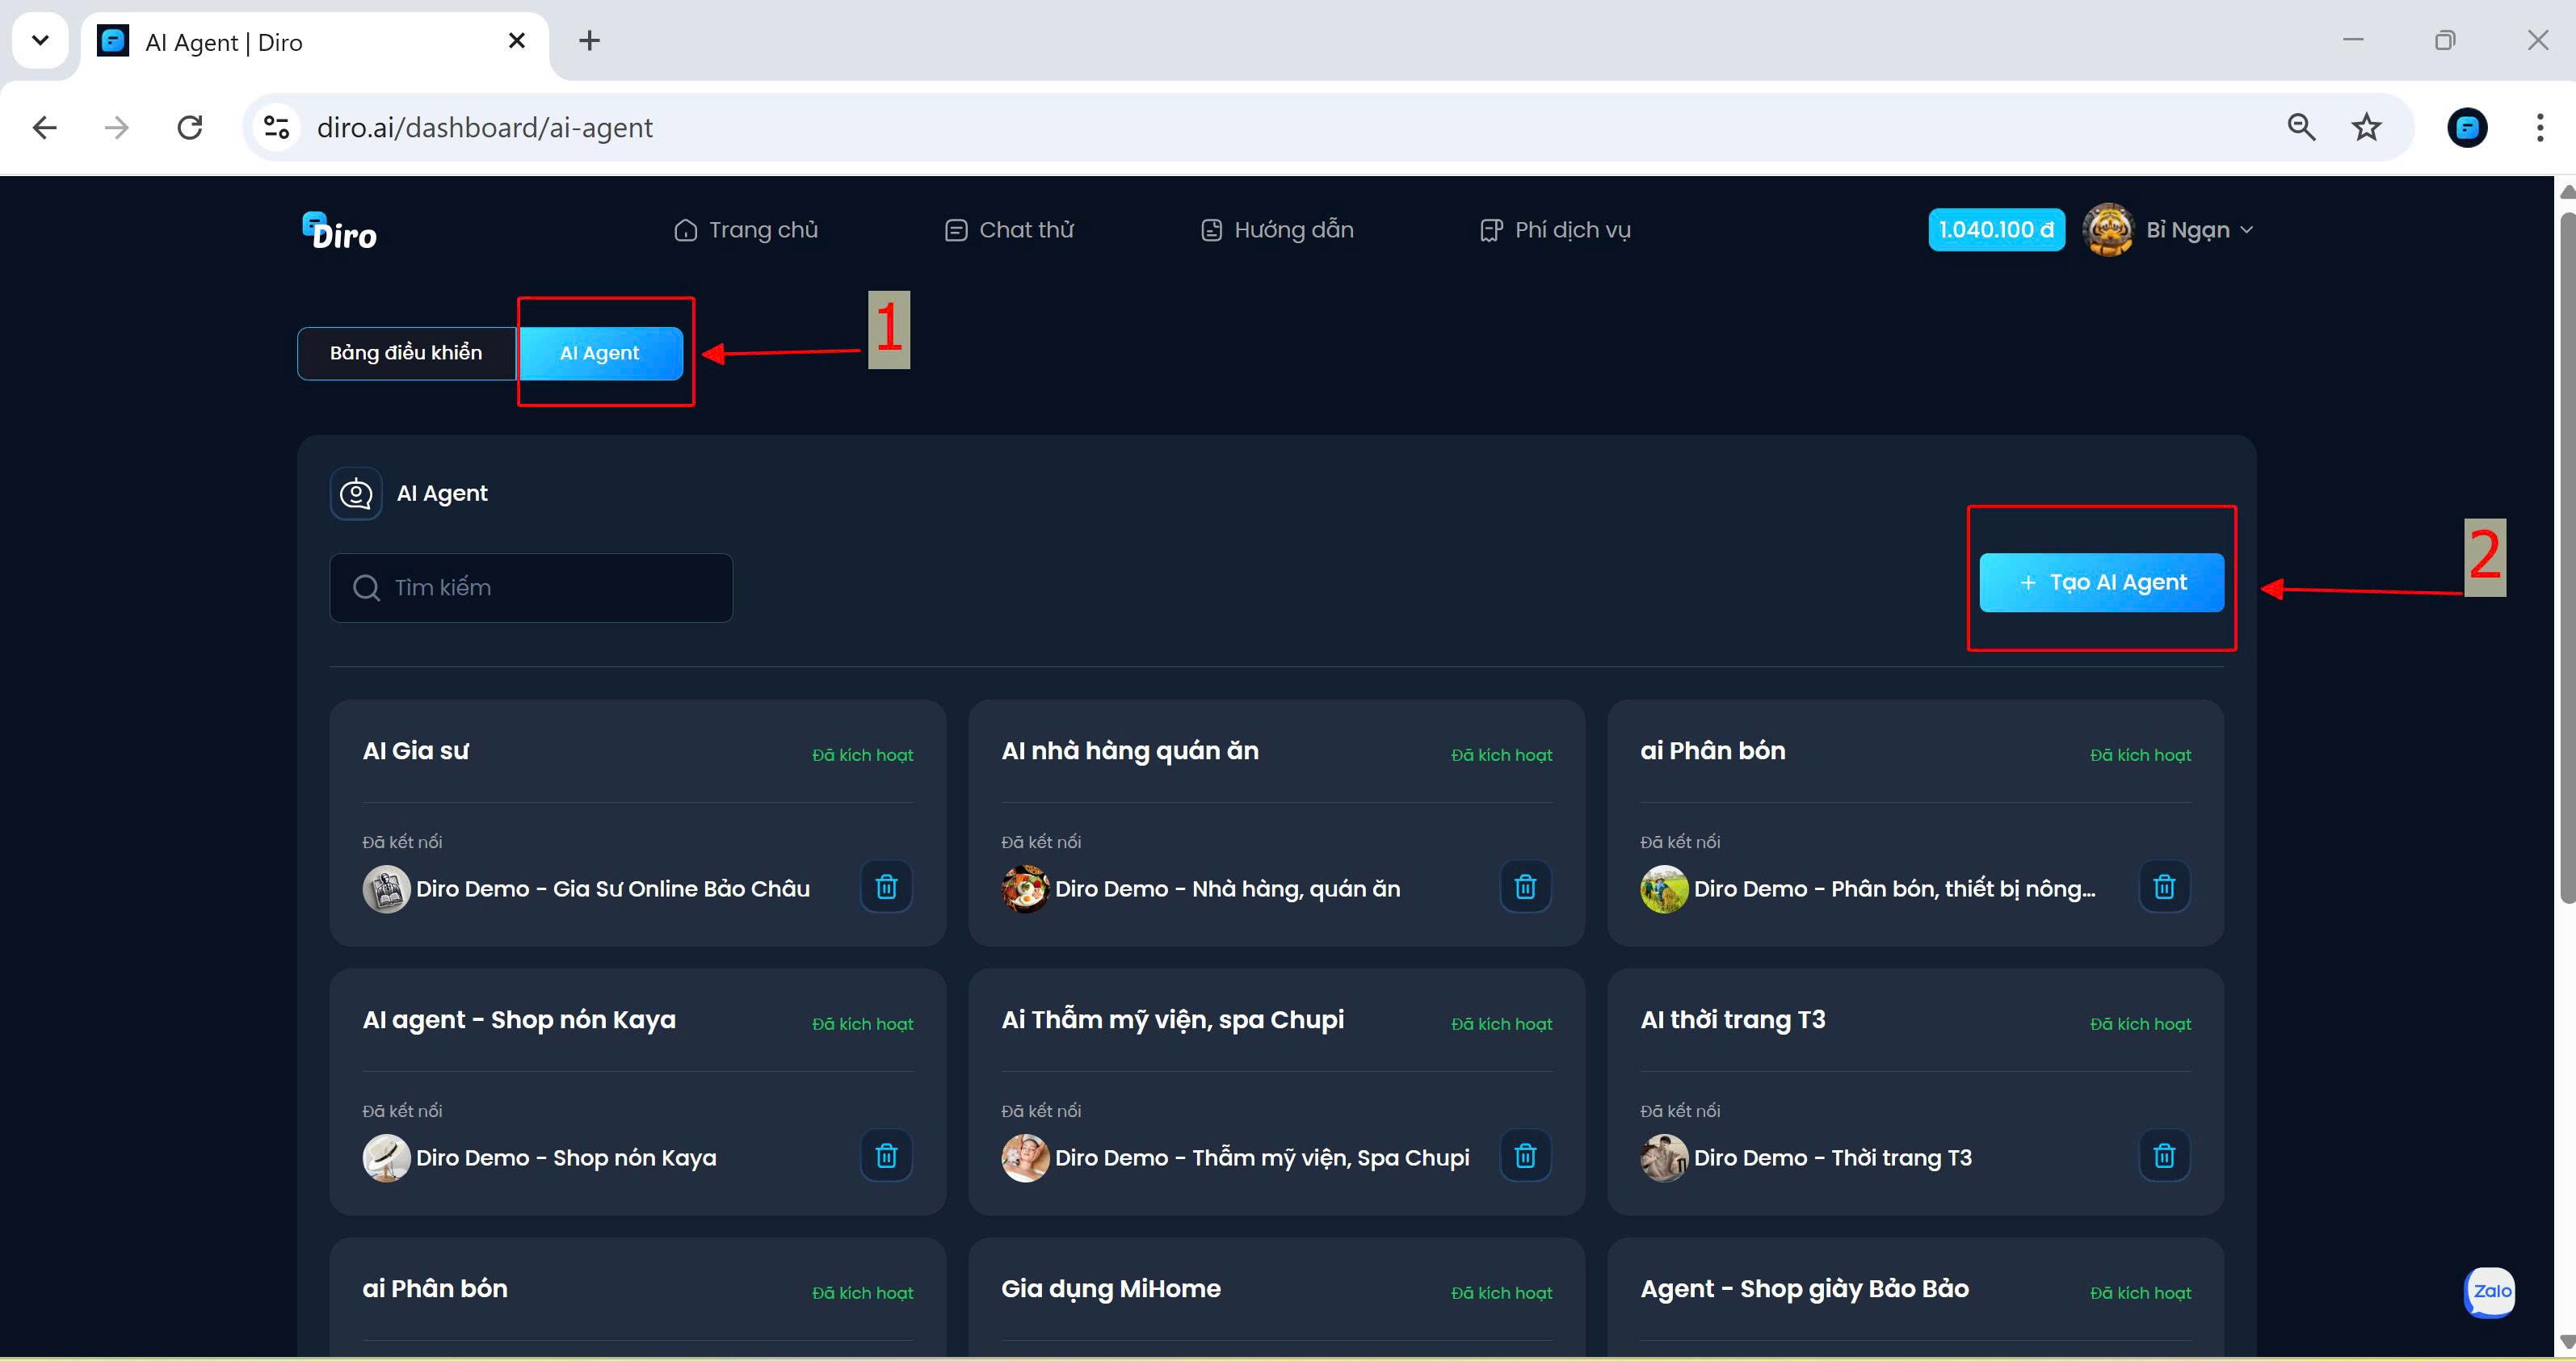 AI Agent | Diro
diro.ai/dashboard/ai-agent
Diro
Trang chủ
Chat thử
Hướng dẫn
Phí dịch vụ
1.040.100 đ
Bỉ Ngạn
Bảng điều khiển
AI Agent
1
AI Agent
Tìm kiếm
+ Tạo AI Agent
2
AI Gia sư
Đã kích hoạt
Đã kết nối
Diro Demo - Gia Sư Online Bảo Châu
AI nhà hàng quán ăn
Đã kích hoạt
Đã kết nối
Diro Demo - Nhà hàng, quán ăn
ai Phân bón
Đã kích hoạt
Đã kết nối
Diro Demo - Phân bón, thiết bị nông...
AI agent - Shop nón Kaya
Đã kích hoạt
Đã kết nối
Diro Demo - Shop nón Kaya
Ai Thẫm mỹ viện, spa Chupi
Đã kích hoạt
Đã kết nối
Diro Demo - Thẫm mỹ viện, Spa Chupi
AI thời trang T3
Đã kích hoạt
Đã kết nối
Diro Demo - Thời trang T3
ai Phân bón
Đã kích hoạt
Gia dụng MiHome
Đã kích hoạt
Agent - Shop giày Bảo Bảo
Đã kích hoạt
Zalo